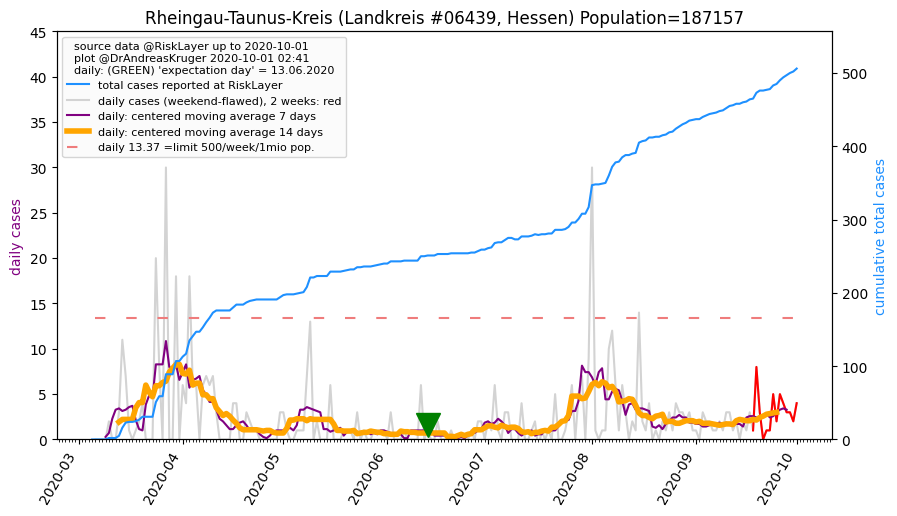 Rheingau-Taunus-Kreis (Landkreis #06439, Hessen) Population=187157
source data @RiskLayer up to 2020-10-01
plot @DrAndreasKruger 2020-10-01 02:41
daily: (GREEN) 'expectation day' = 13.06.2020
total cases reported at RiskLayer
daily cases (weekend-flawed), 2 weeks: red
daily: centered moving average 7 days
daily: centered moving average 14 days
daily 13.37 =limit 500/week/1mio pop.
daily cases
45
40
35
30
25
20
15
10
5
0
cumulative total cases
500
400
300
200
100
0
2020-03
2020-04
2020-05
2020-06
2020-07
2020-08
2020-09
2020-10